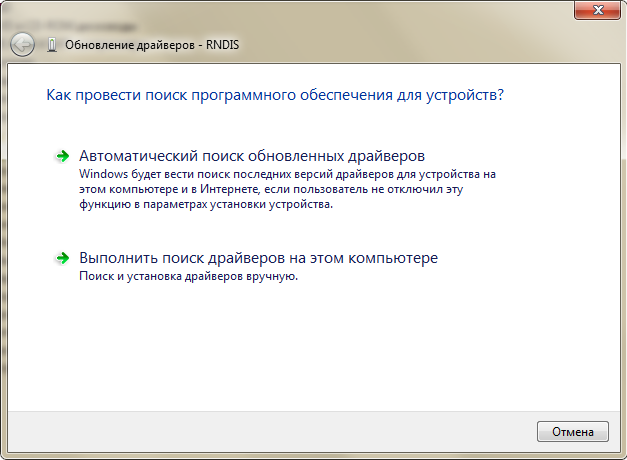 Обновление драйверов - RNDIS
Как провести поиск программного обеспечения для устройств?
Автоматический поиск обновленных драйверов
Windows будет вести поиск последних версий драйверов для устройства на
этом компьютере и в Интернете, если пользователь не отключил эту
функцию в параметрах установки устройства.
Выполнить поиск драйверов на этом компьютере
Поиск и установка драйверов вручную.
Отмена